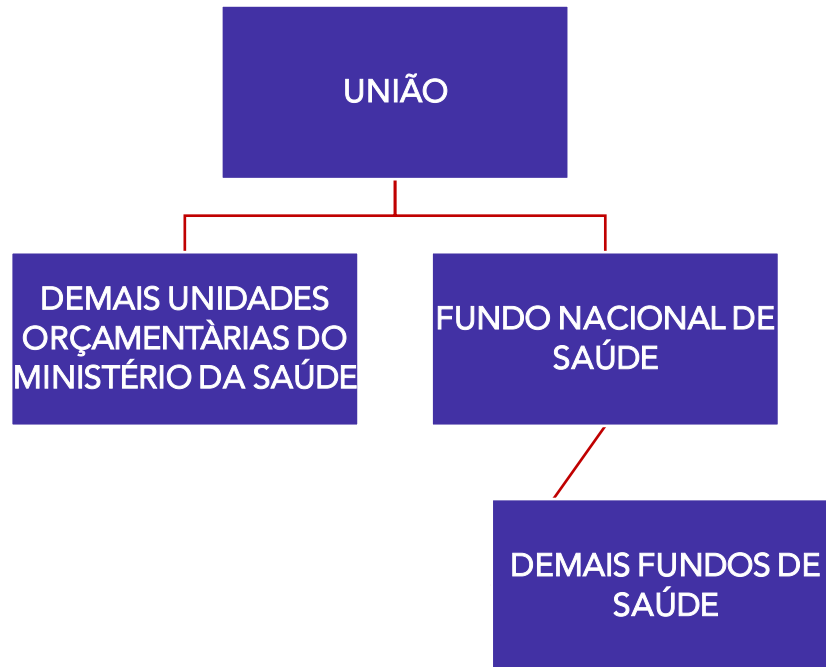 UNIÃO
DEMAIS UNIDADES
ORÇAMENTÀRIAS DO
MINISTÉRIO DA SAÚDE
FUNDO NACIONAL DE
SAÚDE
DEMAIS FUNDOS DE
SAÚDE